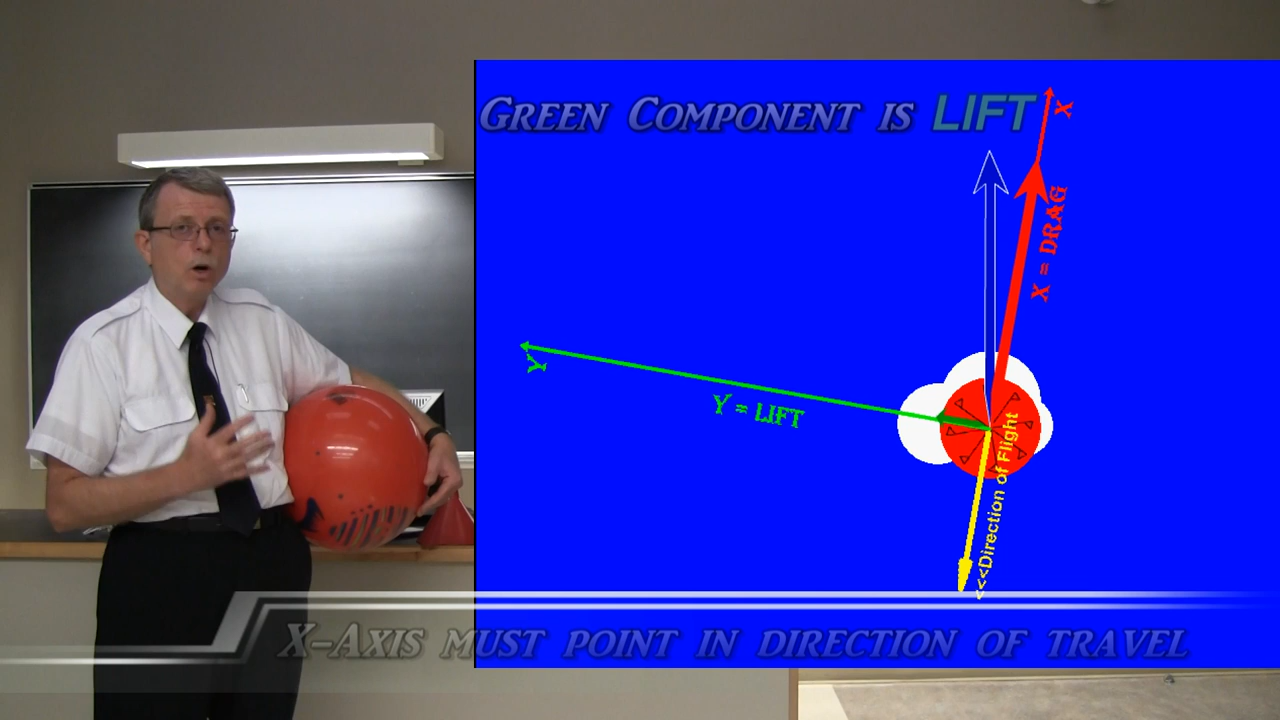 GREEN COMPONENT IS LIFT
X
X = DRAG
Y
Y = LIFT
<<<Direction of Flight
X-AXIS MUST POINT IN DIRECTION OF TRAVEL